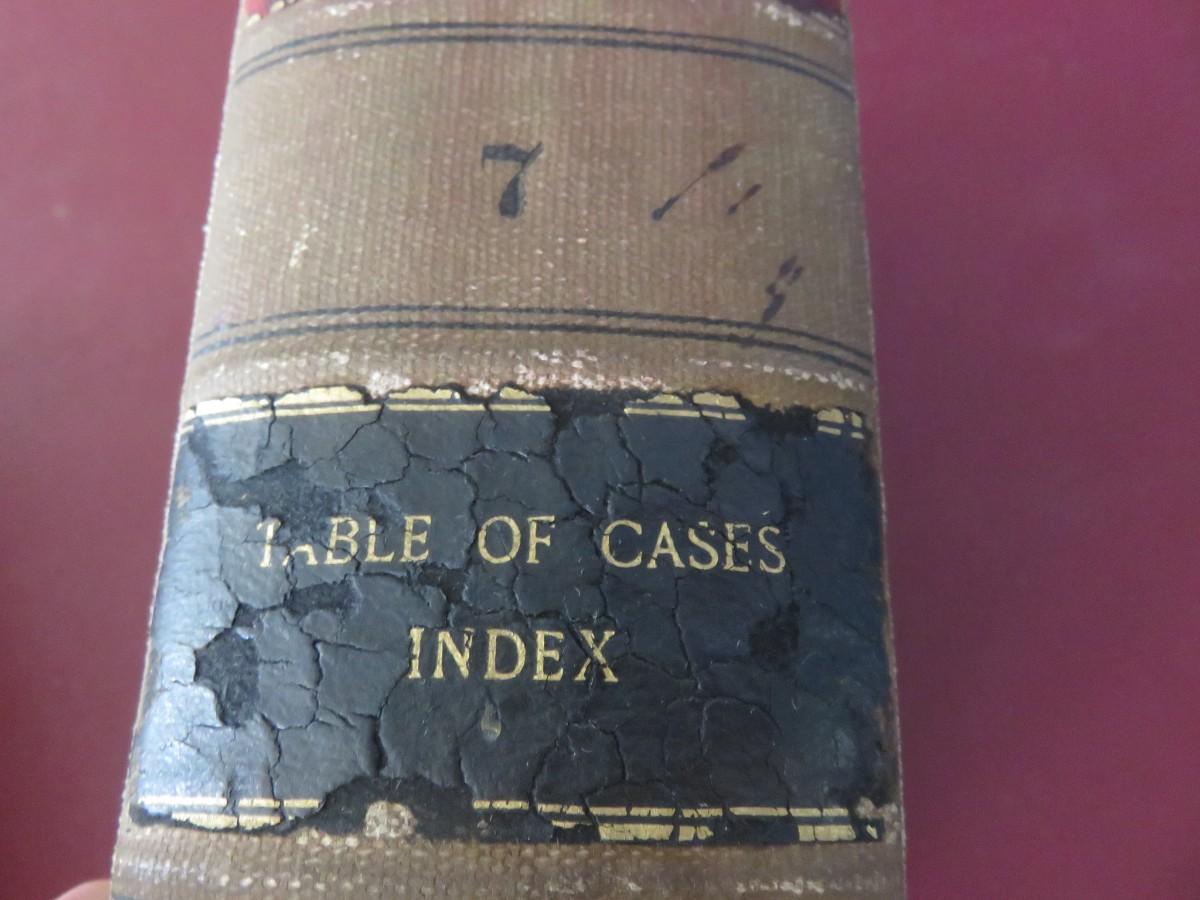 7
TABLE OF CASES
INDEX